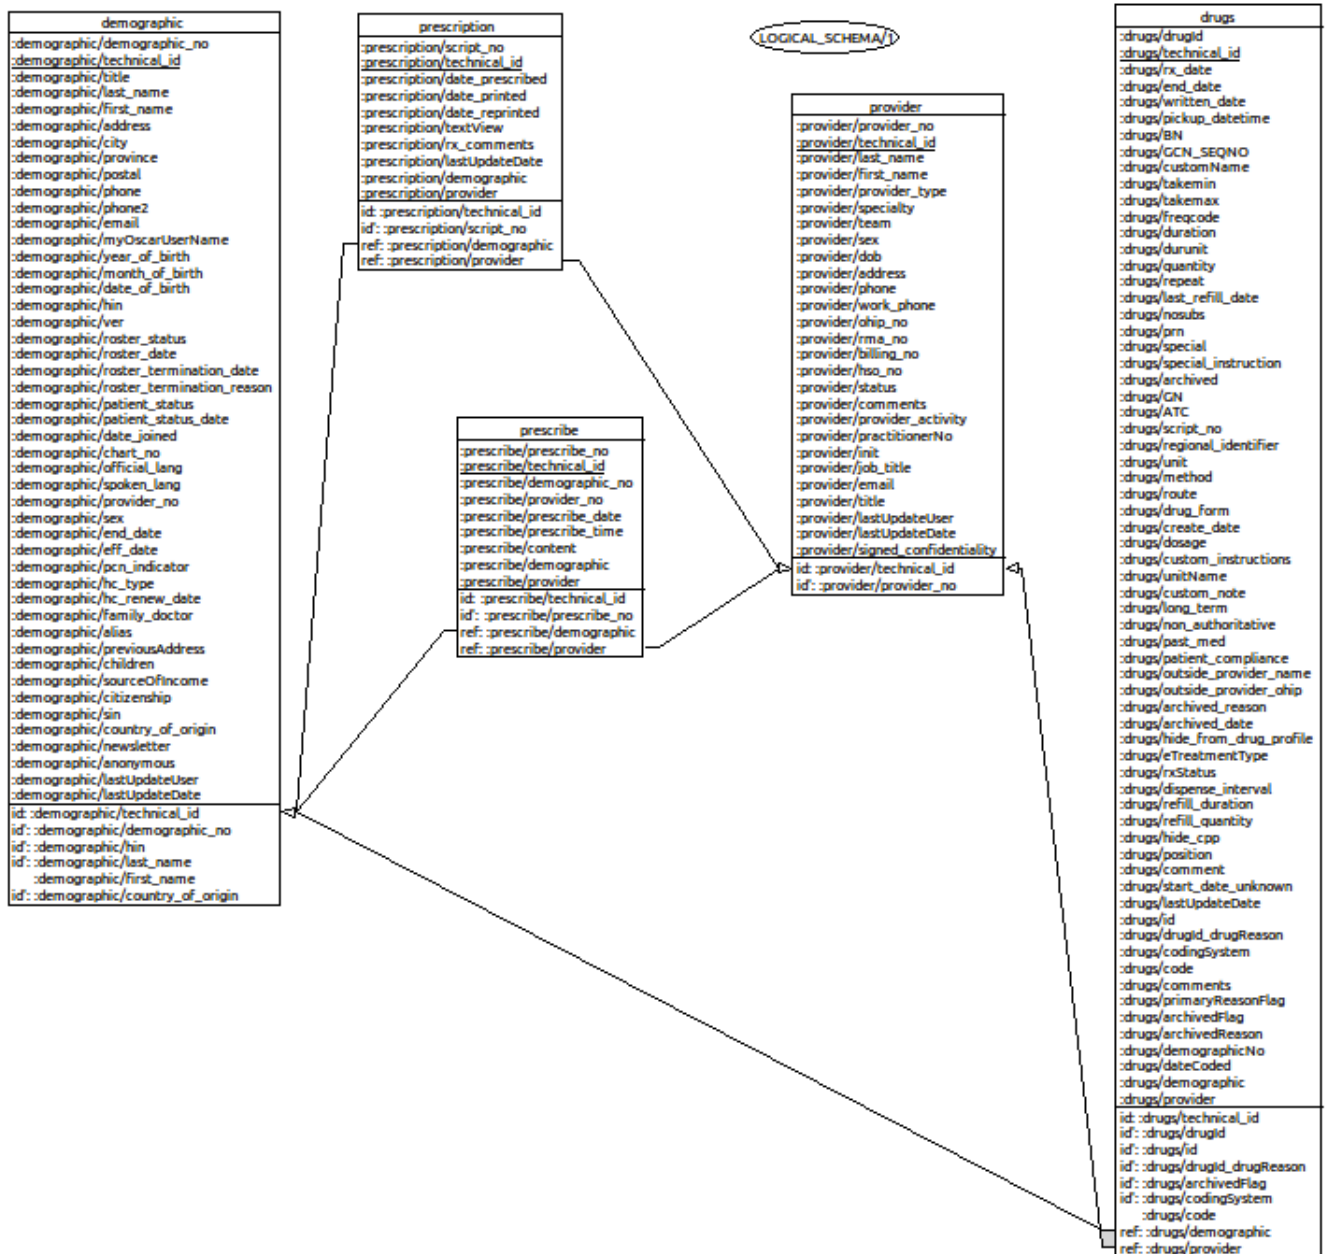 demographic
:demographic/demographic_no
:demographic/technical_id
:demographic/title
:demographic/last_name
:demographic/first_name
:demographic/address
:demographic/city
:demographic/province
:demographic/postal
:demographic/phone
:demographic/phone2
:demographic/email
:demographic/myOscarUserName
:demographic/year_of_birth
:demographic/month_of_birth
:demographic/date_of_birth
:demographic/hin
:demographic/ver
:demographic/roster_status
:demographic/roster_date
:demographic/roster_termination_date
:demographic/roster_termination_reason
:demographic/patient_status
:demographic/patient_status_date
:demographic/date_joined
:demographic/chart_no
:demographic/official_lang
:demographic/spoken_lang
:demographic/provider_no
:demographic/sex
:demographic/end_date
:demographic/eff_date
:demographic/pcn_indicator
:demographic/hc_type
:demographic/hc_renew_date
:demographic/family_doctor
:demographic/alias
:demographic/previousAddress
:demographic/children
:demographic/sourceOfIncome
:demographic/citizenship
:demographic/sin
:demographic/country_of_origin
:demographic/newsletter
:demographic/anonymous
:demographic/lastUpdateUser
:demographic/lastUpdateDate
id: :demographic/technical_id
id': :demographic/demographic_no
id': :demographic/hin
id': :demographic/last_name
:demographic/first_name
id': :demographic/country_of_origin
prescription
:prescription/script_no
:prescription/technical_id
:prescription/date_prescribed
:prescription/date_printed
:prescription/date_reprinted
:prescription/textView
:prescription/rx_comments
:prescription/lastUpdateDate
:prescription/demographic
:prescription/provider
id: :prescription/technical_id
id': :prescription/script_no
ref: :prescription/demographic
ref: :prescription/provider
prescribe
:prescribe/prescribe_no
:prescribe/technical_id
:prescribe/demographic_no
:prescribe/provider_no
:prescribe/prescribe_date
:prescribe/prescribe_time
:prescribe/content
:prescribe/demographic
:prescribe/provider
id: :prescribe/technical_id
id': :prescribe/prescribe_no
ref: :prescribe/demographic
ref: :prescribe/provider
LOGICAL_SCHEMA/1
provider
:provider/provider_no
:provider/technical_id
:provider/last_name
:provider/first_name
:provider/provider_type
:provider/specialty
:provider/team
:provider/sex
:provider/dob
:provider/address
:provider/phone
:provider/work_phone
:provider/ohip_no
:provider/rma_no
:provider/billing_no
:provider/hso_no
:provider/status
:provider/comments
:provider/provider_activity
:provider/practitionerNo
:provider/init
:provider/job_title
:provider/email
:provider/title
:provider/lastUpdateUser
:provider/lastUpdateDate
:provider/signed_confidentiality
id: :provider/technical_id
id': :provider/provider_no
drugs
:drugs/drugId
:drugs/technical_id
:drugs/rx_date
:drugs/end_date
:drugs/written_date
:drugs/pickup_datetime
:drugs/BN
:drugs/GCN_SEQNO
:drugs/customName
:drugs/takemin
:drugs/takemax
:drugs/freqcode
:drugs/duration
:drugs/durunit
:drugs/quantity
:drugs/repeat
:drugs/last_refill_date
:drugs/nosubs
:drugs/prn
:drugs/special
:drugs/special_instruction
:drugs/archived
:drugs/GN
:drugs/ATC
:drugs/script_no
:drugs/regional_identifier
:drugs/unit
:drugs/method
:drugs/route
:drugs/drug_form
:drugs/create_date
:drugs/dosage
:drugs/custom_instructions
:drugs/unitName
:drugs/custom_note
:drugs/long_term
:drugs/non_authoritative
:drugs/past_med
:drugs/patient_compliance
:drugs/outside_provider_name
:drugs/outside_provider_ohip
:drugs/archived_reason
:drugs/archived_date
:drugs/hide_from_drug_profile
:drugs/eTreatmentType
:drugs/rxStatus
:drugs/dispense_interval
:drugs/refill_duration
:drugs/refill_quantity
:drugs/hide_cpp
:drugs/position
:drugs/comment
:drugs/start_date_unknown
:drugs/lastUpdateDate
:drugs/id
:drugs/drugId_drugReason
:drugs/codingSystem
:drugs/code
:drugs/comments
:drugs/primaryReasonFlag
:drugs/archivedFlag
:drugs/archivedReason
:drugs/demographicNo
:drugs/dateCoded
:drugs/demographic
:drugs/provider
id: :drugs/technical_id
id': :drugs/drugId
id': :drugs/id
id': :drugs/drugId_drugReason
id': :drugs/archivedFlag
id': :drugs/codingSystem
:drugs/code
ref: :drugs/demographic
ref: :drugs/provider